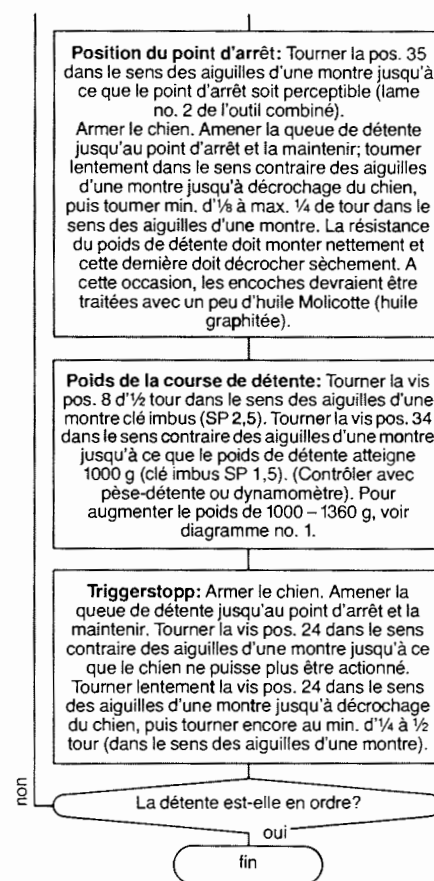 Position du point d'arrêt: Tourner la pos. 35
dans le sens des aiguilles d'une montre jusqu'à
ce que le point d'arrêt soit perceptible (lame
no. 2 de l'outil combiné).
Armer le chien. Amener la queue de détente
jusqu'au point d'arrêt et la maintenir; tourner
lentement dans le sens contraire des aiguilles
d'une montre jusqu'à décrochage du chien,
puis tourner min. d'⅛ à max. ¼ de tour dans le
sens des aiguilles d'une montre. La résistance
du poids de détente doit monter nettement et
cette dernière doit décrocher sèchement. A
cette occasion, les encoches devraient être
traitées avec un peu d'huile Molicotte (huile
graphitée).
Poids de la course de détente: Tourner la vis
pos. 8 d'½ tour dans le sens des aiguilles d'une
montre clé imbus (SP 2,5). Tourner la vis pos. 34
dans le sens contraire des aiguilles d'une montre
jusqu'à ce que le poids de détente atteigne
1000 g (clé imbus SP 1,5). (Contrôler avec
pèse-détente ou dynamomètre). Pour
augmenter le poids de 1000 – 1360 g, voir
diagramme no. 1.
Triggerstopp: Armer le chien. Amener la
queue de détente jusqu'au point d'arrêt et la
maintenir. Tourner la vis pos. 24 dans le sens
contraire des aiguilles d'une montre jusqu'à ce
que le chien ne puisse plus être actionné.
Tourner lentement la vis pos. 24 dans le sens
des aiguilles d'une montre jusqu'à décrochage
du chien, puis tourner encore au min. d'¼ à ½
tour (dans le sens des aiguilles d'une montre).
non
La détente est-elle en ordre?
oui
fin